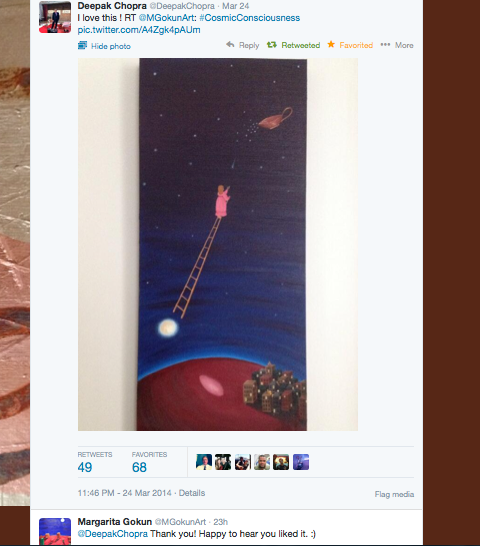 Deepak Chopra @DeepakChopra · Mar 24
I love this ! RT @MGokunArt: #CosmicConsciousness
pic.twitter.com/A4Zgk4pAUm
Hide photo Reply Retweeted Favorited More
RETWEETS FAVORITES
49 68
11:46 PM - 24 Mar 2014 · Details Flag media
Margarita Gokun @MGokunArt · 23h
@DeepakChopra Thank you! Happy to hear you liked it. :)